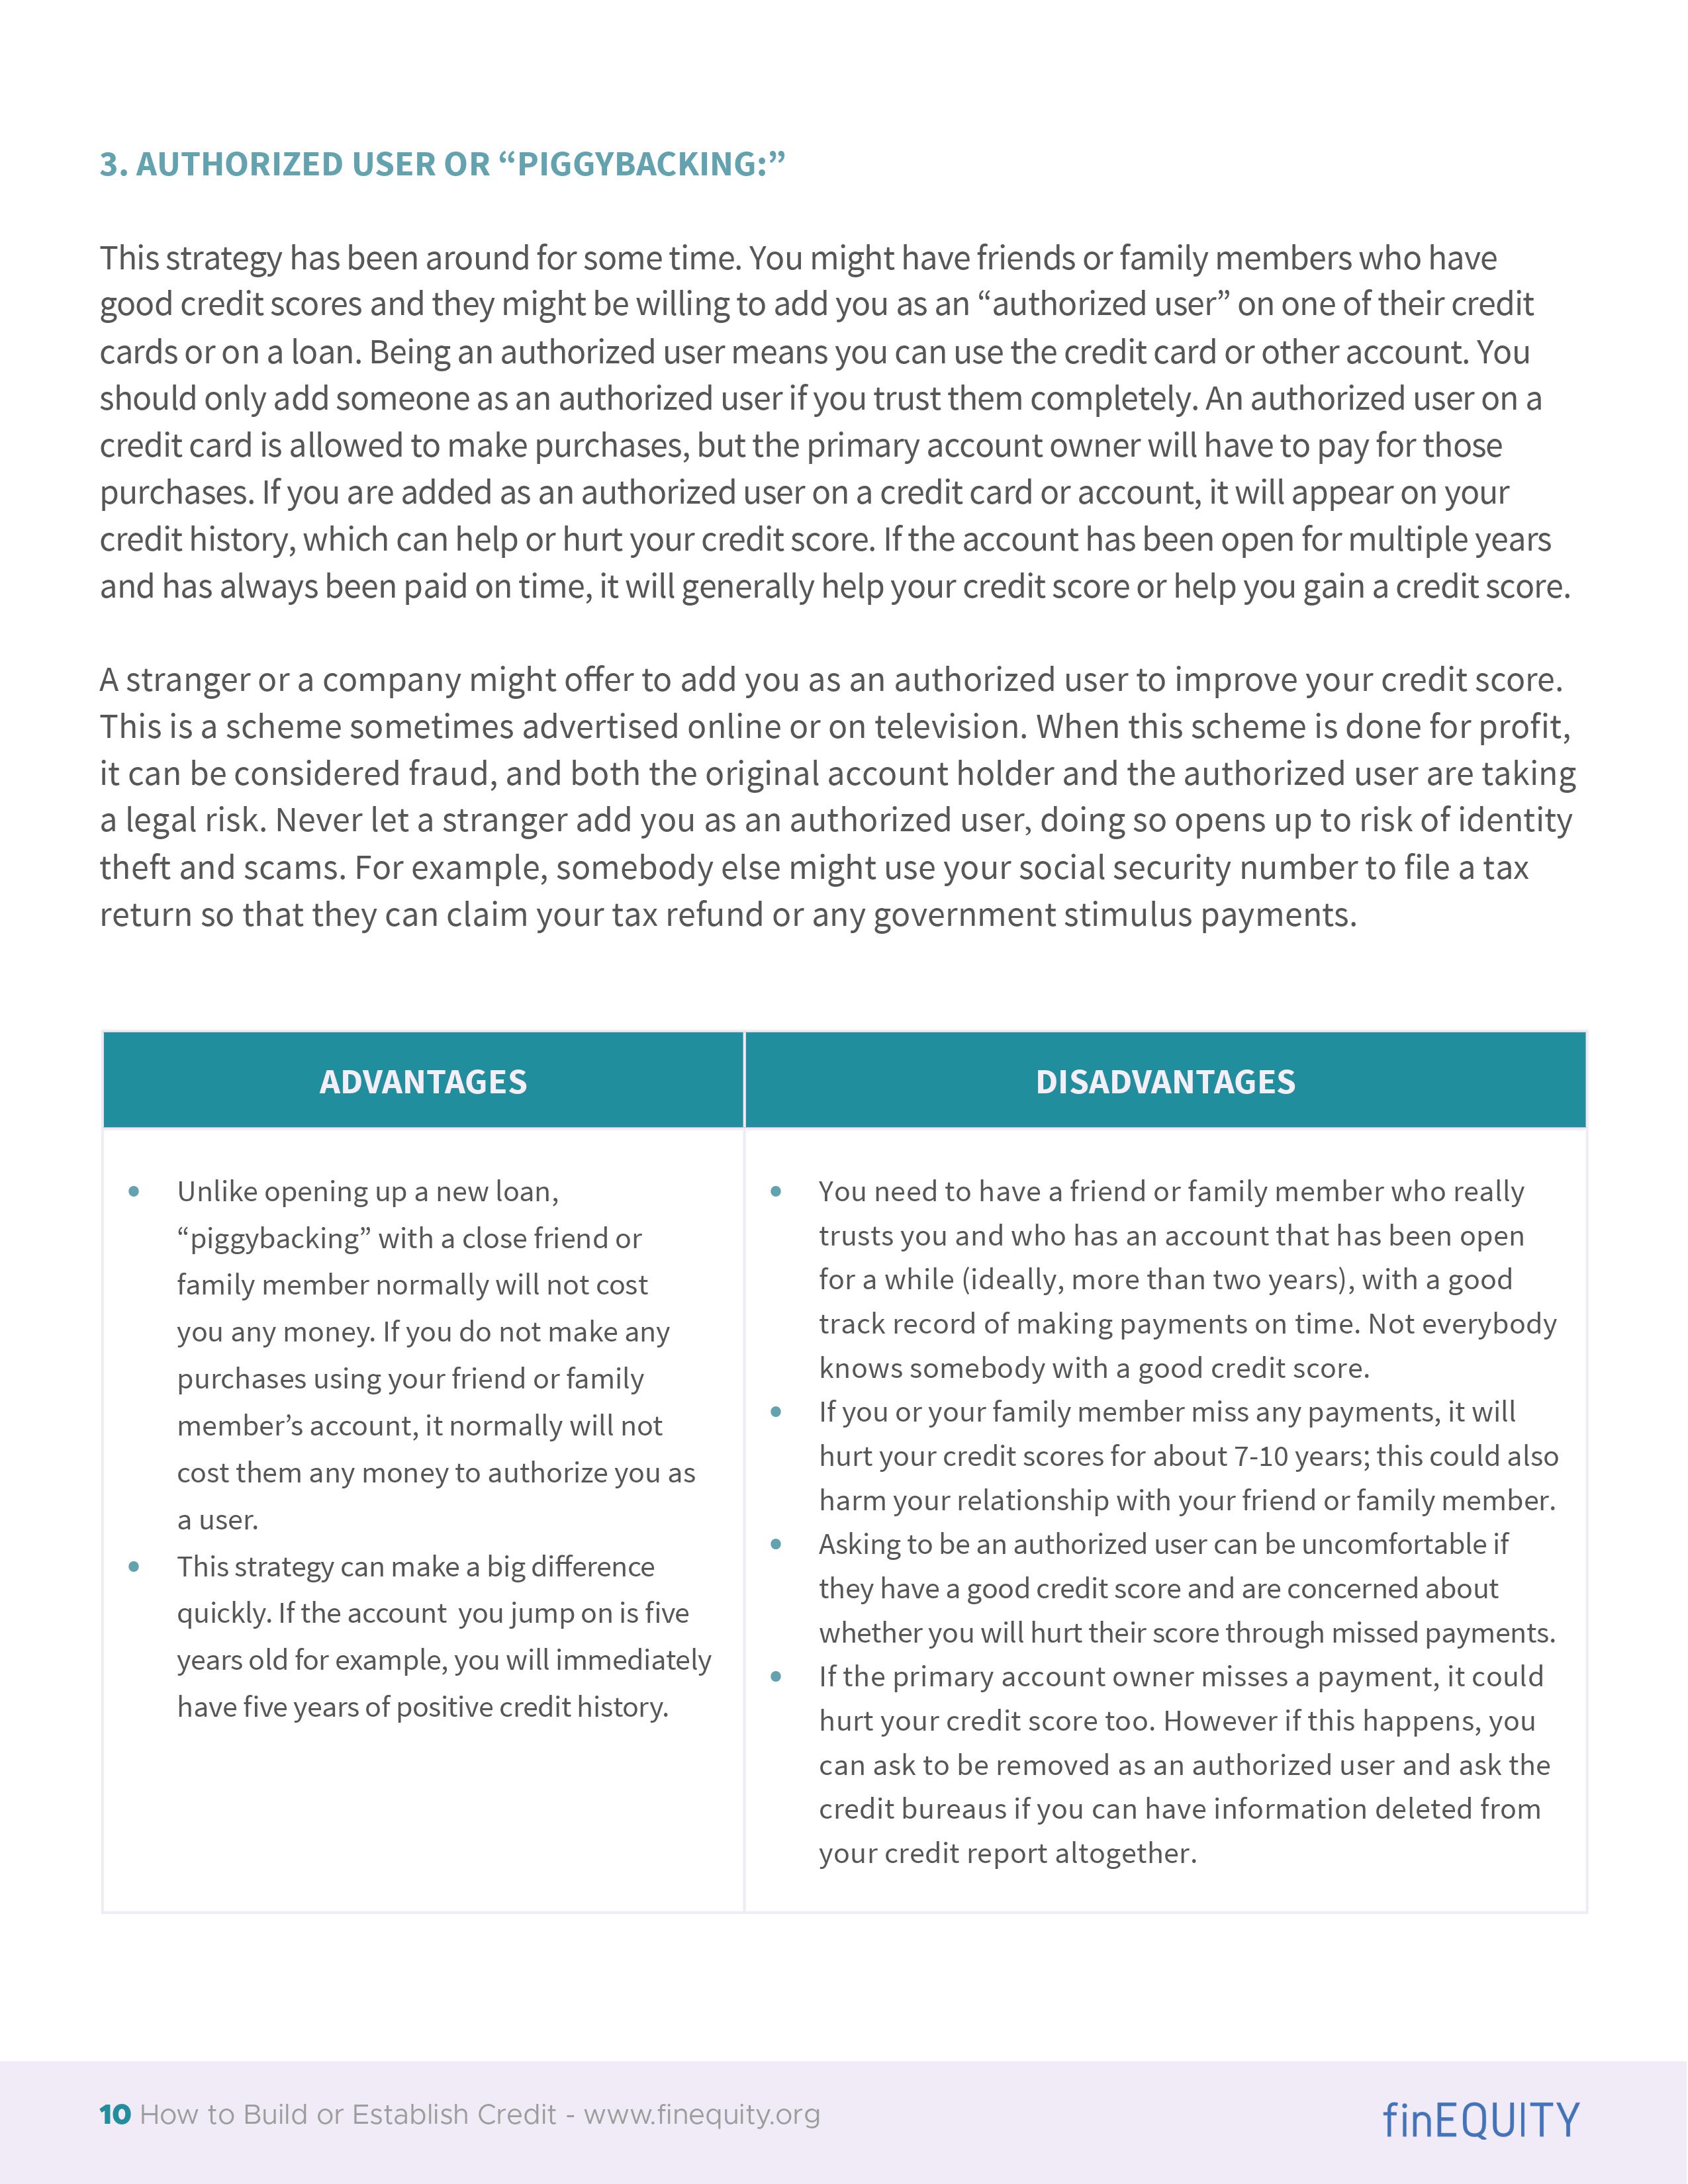 3. AUTHORIZED USER OR “PIGGYBACKING:”
This strategy has been around for some time. You might have friends or family members who have
good credit scores and they might be willing to add you as an “authorized user” on one of their credit
cards or on a loan. Being an authorized user means you can use the credit card or other account. You
should only add someone as an authorized user if you trust them completely. An authorized user on a
credit card is allowed to make purchases, but the primary account owner will have to pay for those
purchases. If you are added as an authorized user on a credit card or account, it will appear on your
credit history, which can help or hurt your credit score. If the account has been open for multiple years
and has always been paid on time, it will generally help your credit score or help you gain a credit score.
A stranger or a company might offer to add you as an authorized user to improve your credit score.
This is a scheme sometimes advertised online or on television. When this scheme is done for profit,
it can be considered fraud, and both the original account holder and the authorized user are taking
a legal risk. Never let a stranger add you as an authorized user, doing so opens up to risk of identity
theft and scams. For example, somebody else might use your social security number to file a tax
return so that they can claim your tax refund or any government stimulus payments.
ADVANTAGES
• Unlike opening up a new loan,
“piggybacking” with a close friend or
family member normally will not cost
you any money. If you do not make any
purchases using your friend or family
member’s account, it normally will not
cost them any money to authorize you as
a user.
• This strategy can make a big difference
quickly. If the account you jump on is five
years old for example, you will immediately
have five years of positive credit history.
DISADVANTAGES
• You need to have a friend or family member who really
trusts you and who has an account that has been open
for a while (ideally, more than two years), with a good
track record of making payments on time. Not everybody
knows somebody with a good credit score.
• If you or your family member miss any payments, it will
hurt your credit scores for about 7-10 years; this could also
harm your relationship with your friend or family member.
• Asking to be an authorized user can be uncomfortable if
they have a good credit score and are concerned about
whether you will hurt their score through missed payments.
• If the primary account owner misses a payment, it could
hurt your credit score too. However if this happens, you
can ask to be removed as an authorized user and ask the
credit bureaus if you can have information deleted from
your credit report altogether.
10 How to Build or Establish Credit - www.finequity.org
finEQUITY